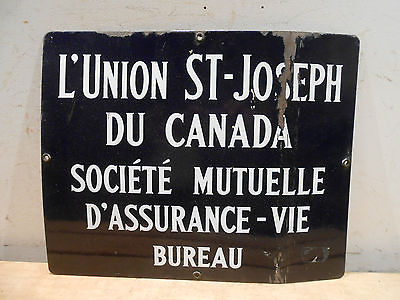 L'UNION ST-JOSEPH
DU CANADA
SOCIÉTÉ MUTUELLE
D'ASSURANCE-VIE
BUREAU